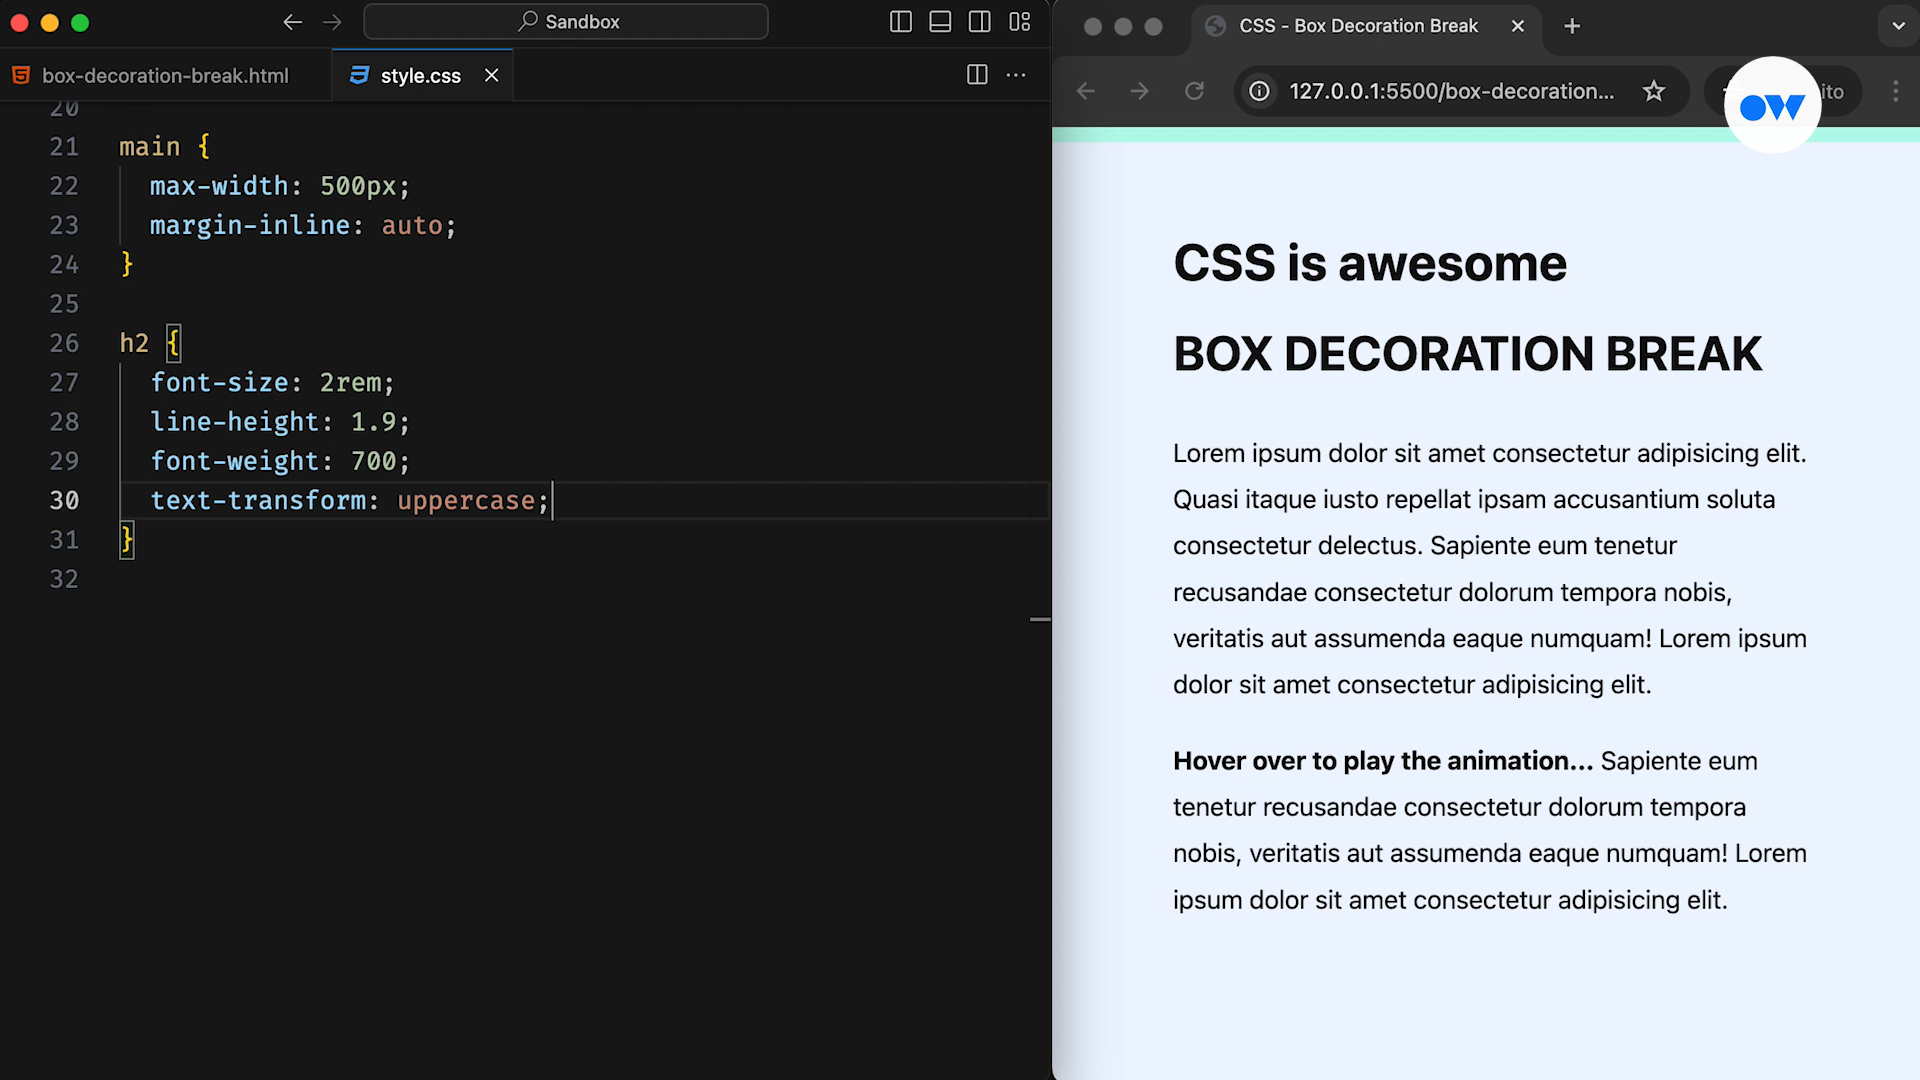 Sandbox
box-decoration-break.html
style.css
20
21 main {
22 max-width: 500px;
23 margin-inline: auto;
24 }
25
26 h2 {
27 font-size: 2rem;
28 line-height: 1.9;
29 font-weight: 700;
30 text-transform: uppercase;
31 }
32
CSS - Box Decoration Break
127.0.0.1:5500/box-decoration...
OW
CSS is awesome
BOX DECORATION BREAK
Lorem ipsum dolor sit amet consectetur adipisicing elit.
Quasi itaque iusto repellat ipsam accusantium soluta
consectetur delectus. Sapiente eum tenetur
recusandae consectetur dolorum tempora nobis,
veritatis aut assumenda eaque numquam! Lorem ipsum
dolor sit amet consectetur adipisicing elit.
Hover over to play the animation... Sapiente eum
tenetur recusandae consectetur dolorum tempora
nobis, veritatis aut assumenda eaque numquam! Lorem
ipsum dolor sit amet consectetur adipisicing elit.